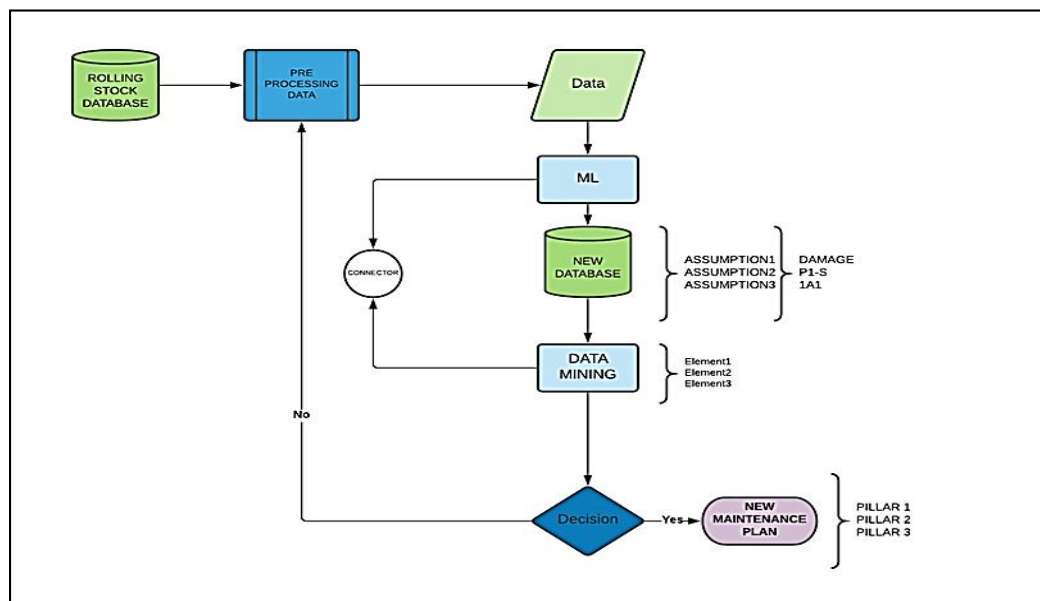 ROLLING
STOCK
DATABASE
PRE
PROCESSING
DATA
Data
ML
CONNECTOR
NEW
DATABASE
ASSUMPTION1
ASSUMPTION2
ASSUMPTION3
DAMAGE
P1-S
1A1
DATA
MINING
Element1
Element2
Element3
No
Decision
Yes
NEW
MAINTENANCE
PLAN
PILLAR 1
PILLAR 2
PILLAR 3